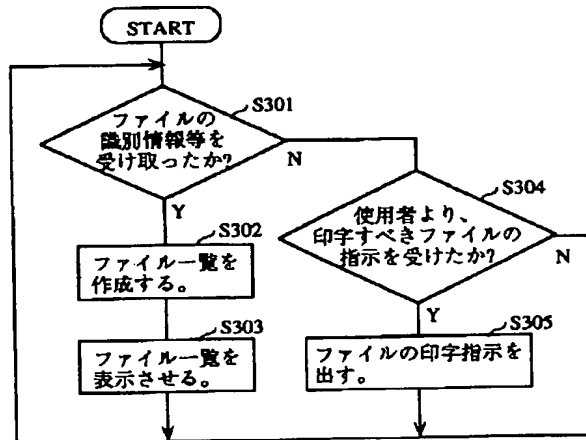 START
S301
ファイルの
識別情報等を
受け取ったか?
N
Y
S304
使用者より、
印字すべきファイルの
指示を受けたか?
N
Y
S302
ファイル一覧を
作成する。
S303
ファイル一覧を
表示させる。
S305
ファイルの印字指示を
出す。